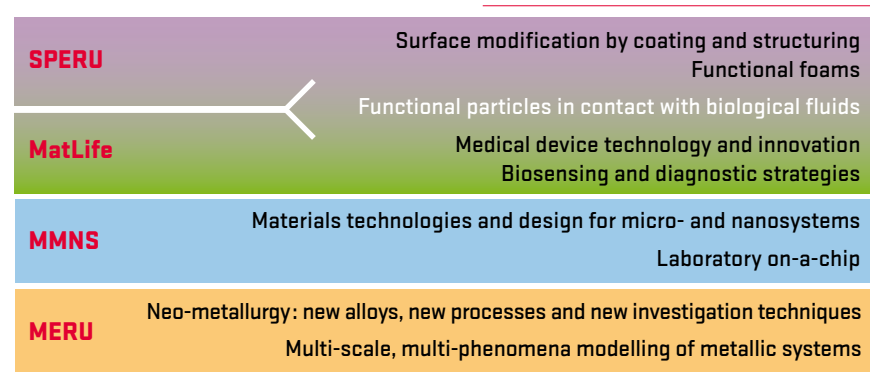 SPERU
Surface modification by coating and structuring
Functional foams
Functional particles in contact with biological fluids
MatLife
Medical device technology and innovation
Biosensing and diagnostic strategies
MMNS
Materials technologies and design for micro- and nanosystems
Laboratory on-a-chip
MERU
Neo-metallurgy: new alloys, new processes and new investigation techniques
Multi-scale, multi-phenomena modelling of metallic systems